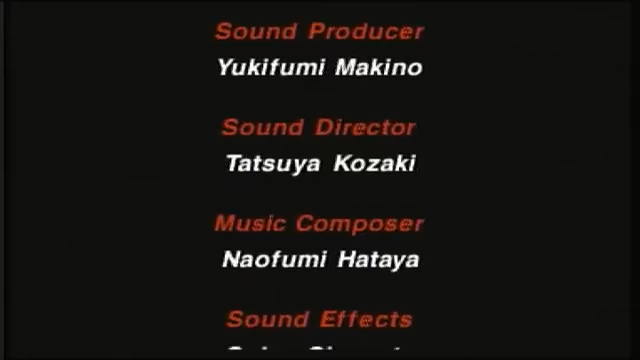 Sound Producer
Yukifumi Makino
Sound Director
Tatsuya Kozaki
Music Composer
Naofumi Hataya
Sound Effects